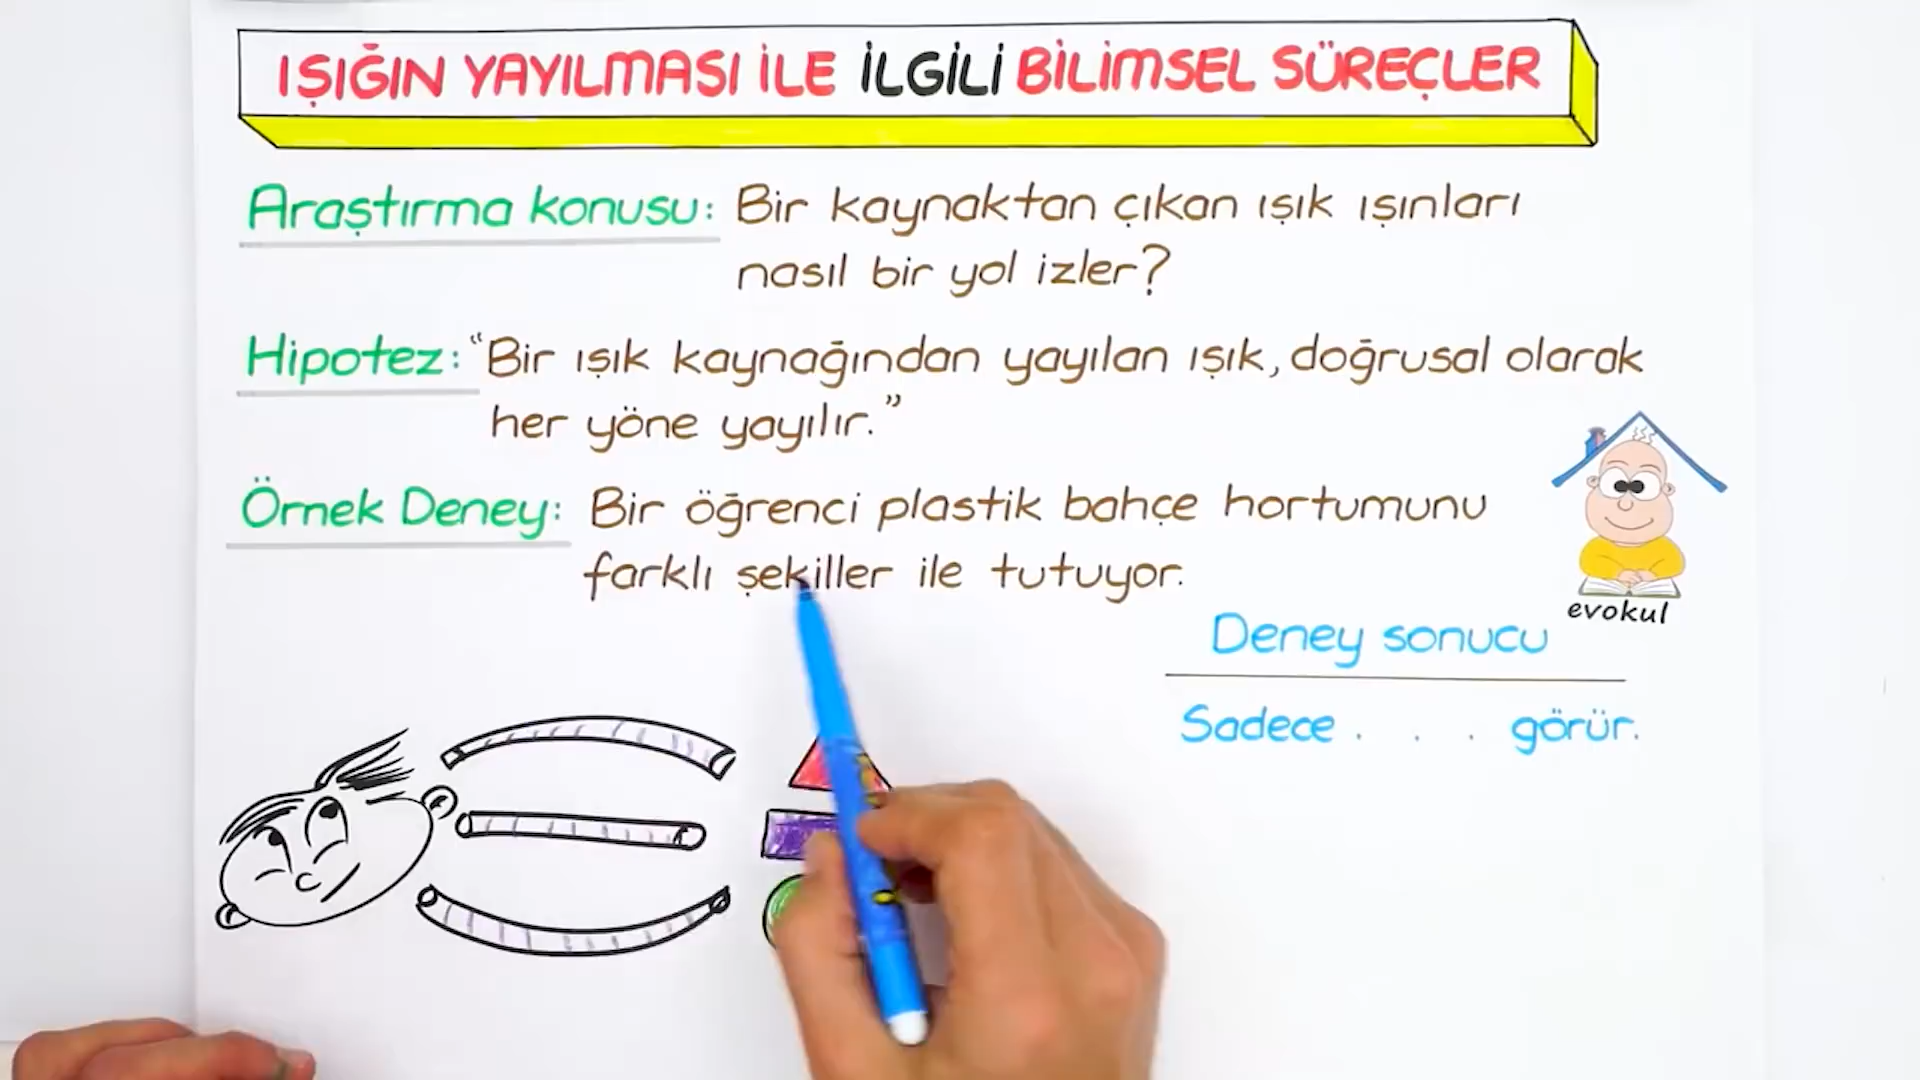 IŞIĞIN YAYILMASI İLE İLGİLİ BİLİMSEL SÜREÇLER
Araştırma konusu: Bir kaynaktan çıkan ışık ışınları
nasıl bir yol izler?
Hipotez: "Bir ışık kaynağından yayılan ışık, doğrusal olarak
her yöne yayılır."
Örnek Deney: Bir öğrenci plastik bahçe hortumunu
farklı şekiller ile tutuyor.
evokul
Deney sonucu
Sadece . . . görür.